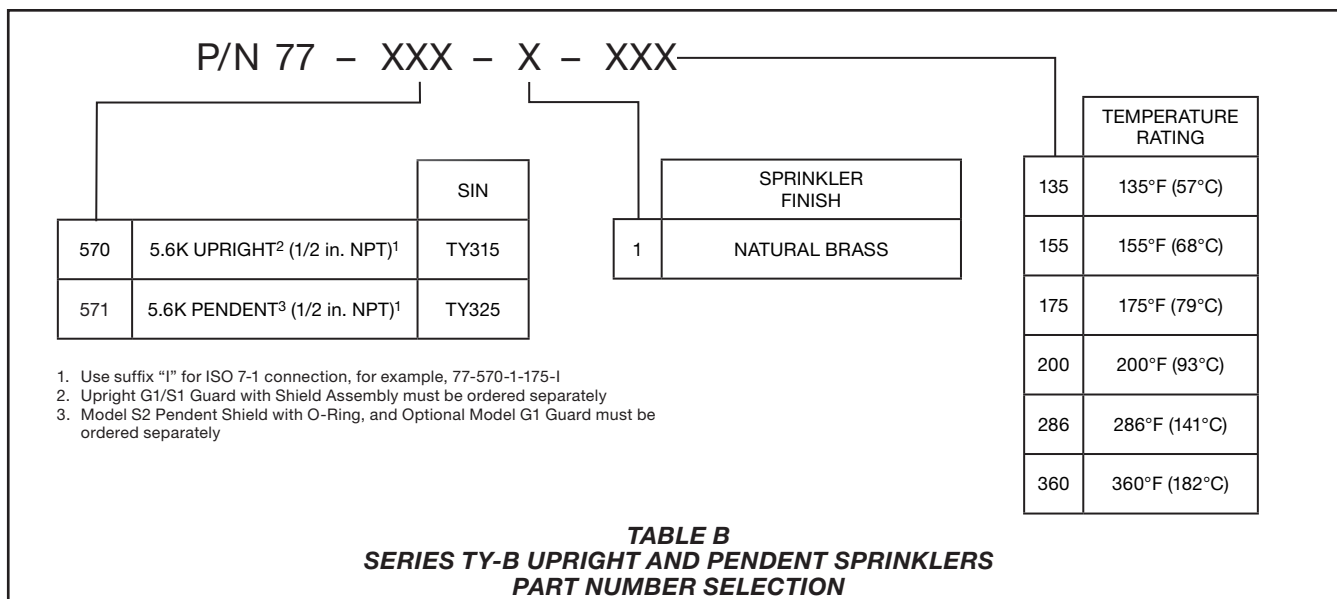 P/N 77 – XXX – X – XXX
SIN
570 5.6K UPRIGHT² (1/2 in. NPT)¹ TY315
571 5.6K PENDENT³ (1/2 in. NPT)¹ TY325
SPRINKLER
FINISH
1 NATURAL BRASS
TEMPERATURE
RATING
135 135°F (57°C)
155 155°F (68°C)
175 175°F (79°C)
200 200°F (93°C)
286 286°F (141°C)
360 360°F (182°C)
1. Use suffix “I” for ISO 7-1 connection, for example, 77-570-1-175-I
2. Upright G1/S1 Guard with Shield Assembly must be ordered separately
3. Model S2 Pendent Shield with O-Ring, and Optional Model G1 Guard must be
ordered separately
TABLE B
SERIES TY-B UPRIGHT AND PENDENT SPRINKLERS
PART NUMBER SELECTION